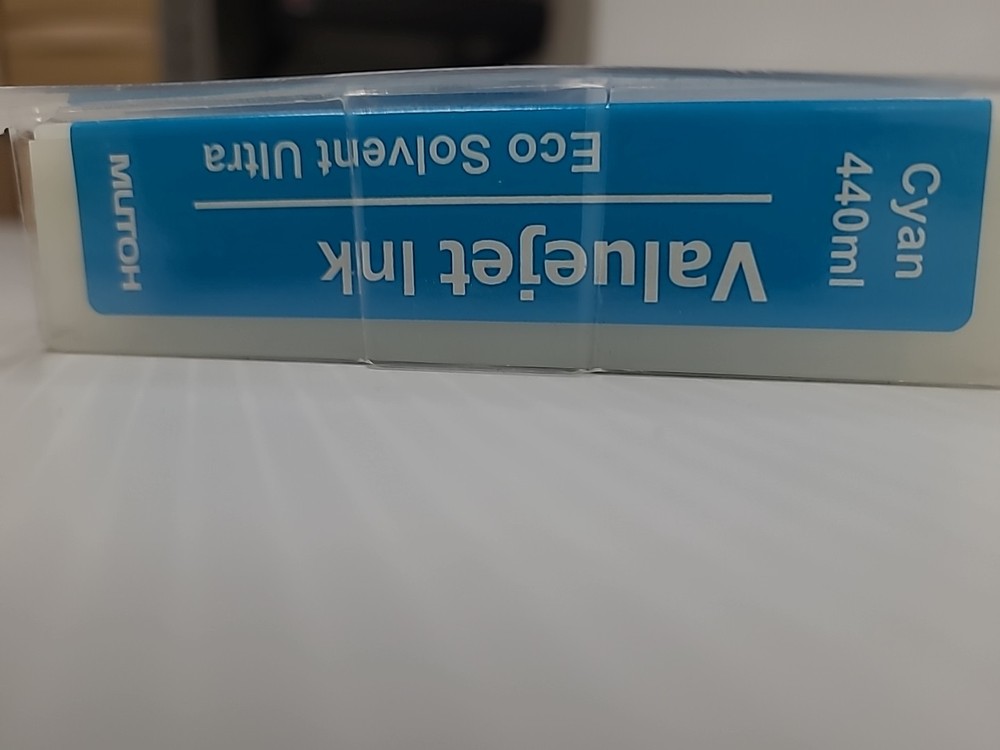 Valuejet Ink
Eco Solvent Ultra
Cyan
440ml
MUTOH